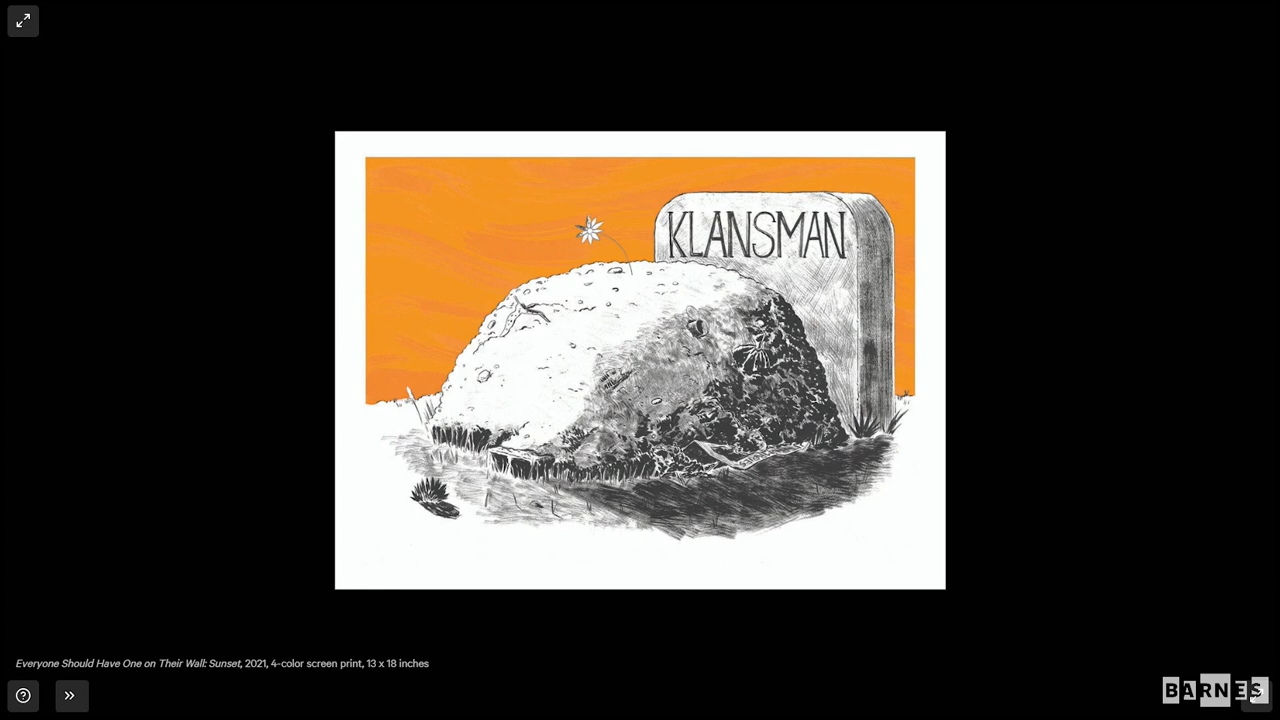 KLANSMAN
Everyone Should Have One on Their Wall: Sunset, 2021, 4-color screen print, 13 x 18 inches
BARNES